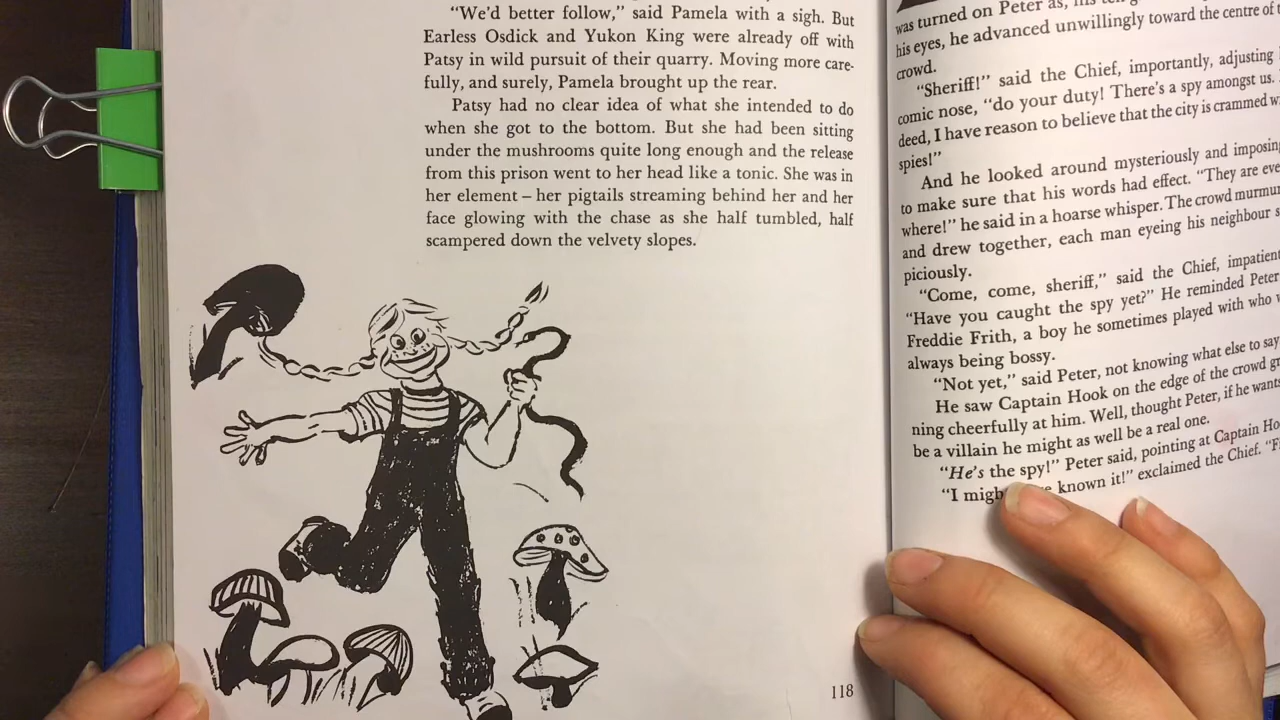 “We’d better follow,” said Pamela with a sigh. But
Earless Osdick and Yukon King were already off with
Patsy in wild pursuit of their quarry. Moving more care-
fully, and surely, Pamela brought up the rear.
Patsy had no clear idea of what she intended to do
when she got to the bottom. But she had been sitting
under the mushrooms quite long enough and the release
from this prison went to her head like a tonic. She was in
her element – her pigtails streaming behind her and her
face glowing with the chase as she half tumbled, half
scampered down the velvety slopes.
118
was turned on Peter as, his
his eyes, he advanced unwillingly toward the centre of
crowd.
“Sheriff!” said the Chief, importantly, adjusting
comic nose, “do your duty! There’s a spy amongst us.
deed, I have reason to believe that the city is crammed
spies!”
And he looked around mysteriously and
to make sure that his words had effect. “They are
where!” he said in a hoarse whisper. The crowd
and drew together, each man eyeing his neighbour
piciously.
“Come, come, sheriff,” said the Chief,
“Have you caught the spy yet?” He reminded Peter
Freddie Frith, a boy he sometimes played with who
always being bossy.
“Not yet,” said Peter, not knowing what else to say
He saw Captain Hook on the edge of the crowd
ning cheerfully at him. Well, thought Peter, if he
be a villain he might as well be a real one.
“He’s the spy!” Peter said, pointing at Captain
“I known it!” exclaimed the Chief.